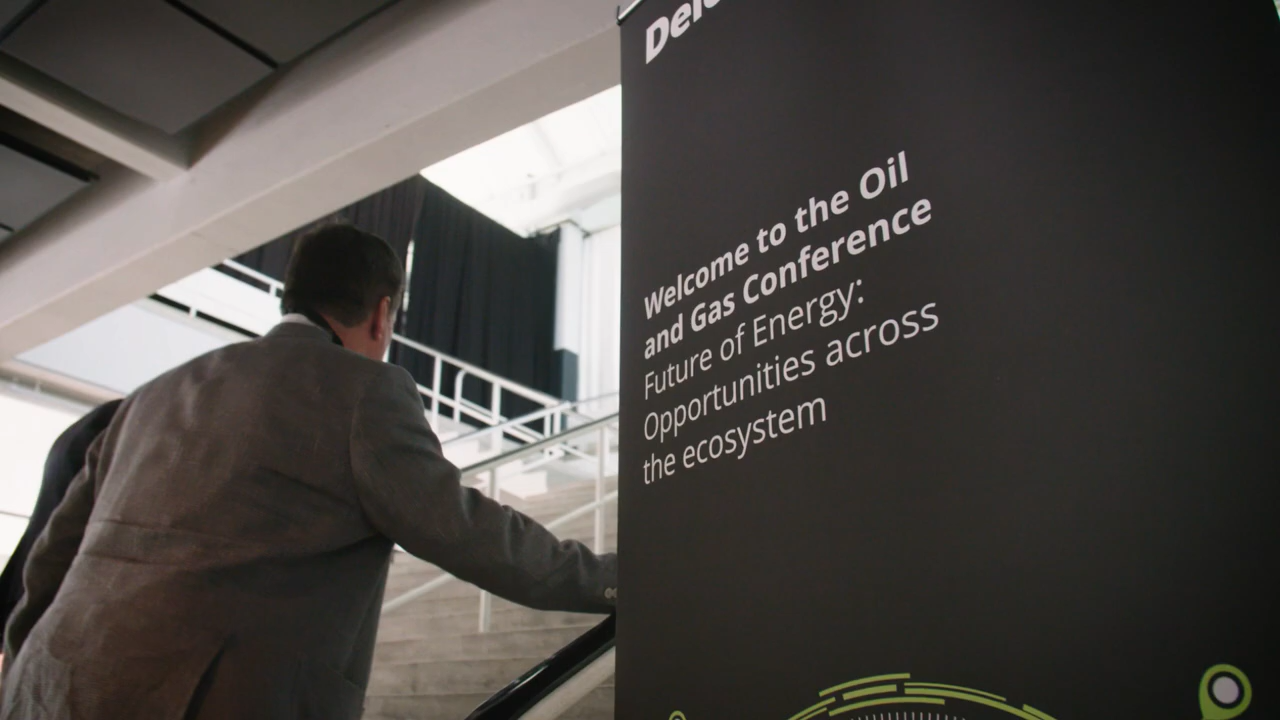 Welcome to the Oil
and Gas Conference
Future of Energy:
Opportunities across
the ecosystem